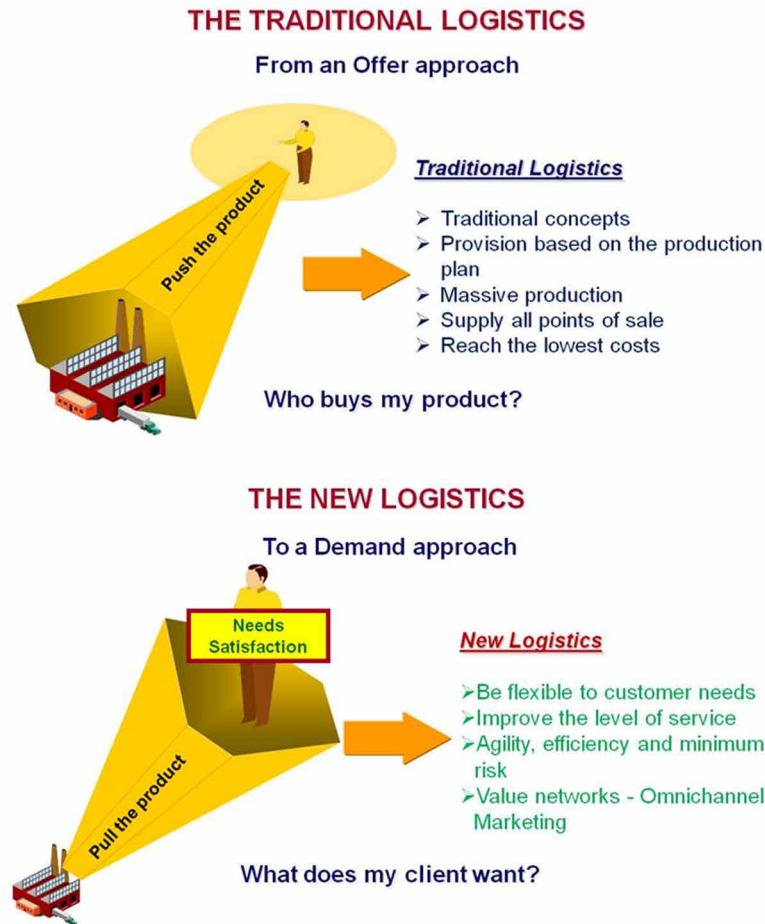 THE TRADITIONAL LOGISTICS
From an Offer approach
Push the product
Traditional Logistics
➢ Traditional concepts
➢ Provision based on the production
plan
➢ Massive production
➢ Supply all points of sale
➢ Reach the lowest costs
Who buys my product?
THE NEW LOGISTICS
To a Demand approach
Needs
Satisfaction
Pull the product
New Logistics
➢Be flexible to customer needs
➢Improve the level of service
➢Agility, efficiency and minimum
risk
➢Value networks - Omnichannel
Marketing
What does my client want?